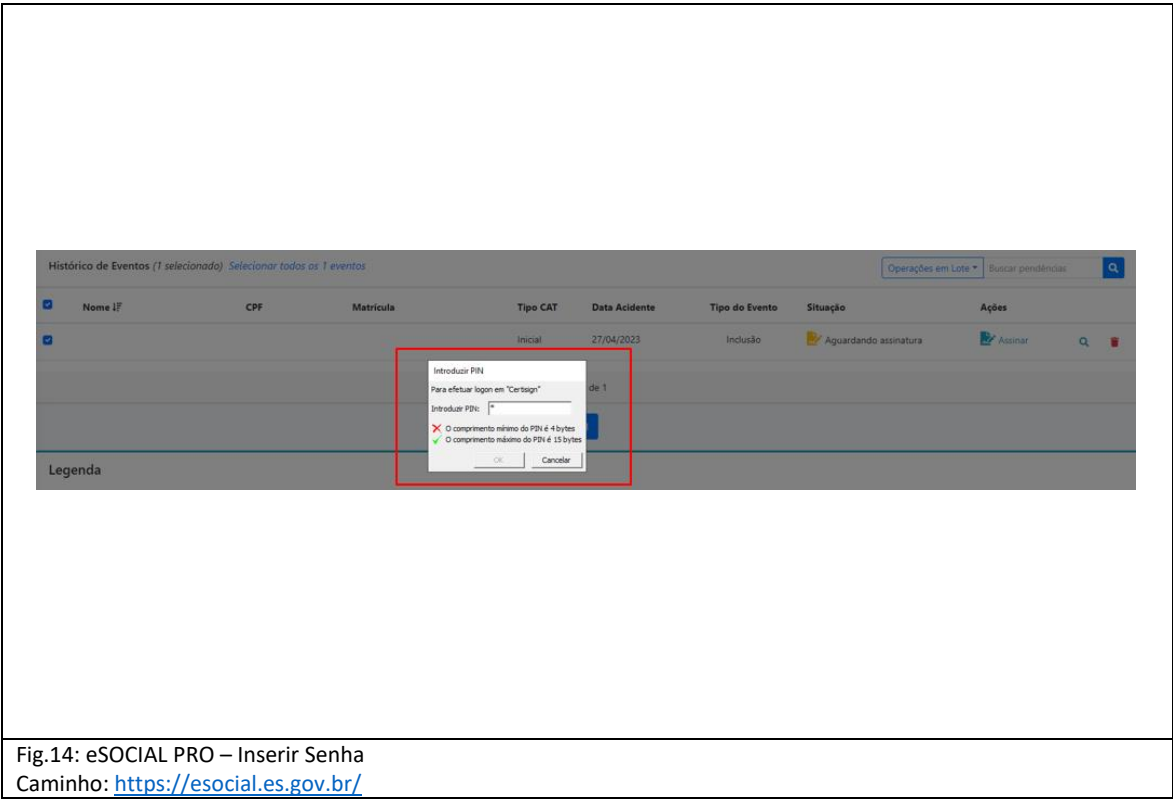 Histórico de Eventos (1 selecionado) Selecionar todos os 1 eventos
Operações em Lote Buscar pendências
Nome CPF Matrícula Tipo CAT Data Acidente Tipo do Evento Situação Ações
Inicial 27/04/2023 Inclusão Aguardando assinatura Assinar
Introduzir PIN
Para efetuar logon em "Certisign"
de 1
Introduzir PIN: *
O comprimento mínimo do PIN é 4 bytes
O comprimento máximo do PIN é 15 bytes
OK Cancelar
Legenda
Fig.14: eSOCIAL PRO – Inserir Senha
Caminho: https://esocial.es.gov.br/